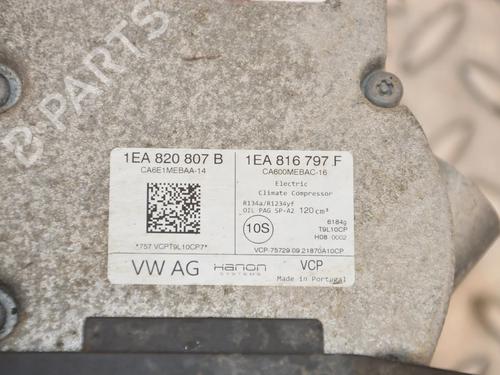 B-PARTS
1EA 820 807 B
CA6E1MEBAA-14
*757 VCPT9L10CP7*
1EA 816 797 F
CA600MEBAC-16
Electric
Climate Compressor
R134a/R1234yf
OIL PAG SP-A2 120 cm³
10S
6184g
T9L10CP
H08 0002
VCP-75729 09.21870A10CP
VW AG
Hanon
SYSTEMS
VCP
Made in Portugal